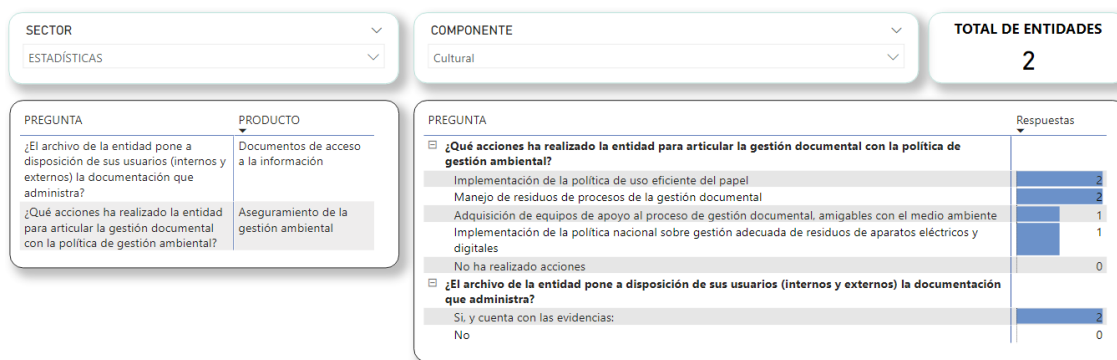 SECTOR
ESTADÍSTICAS
COMPONENTE
Cultural
TOTAL DE ENTIDADES
2
PREGUNTA PRODUCTO
¿El archivo de la entidad pone a Documentos de acceso
disposición de sus usuarios (internos y a la información
externos) la documentación que
administra?
¿Qué acciones ha realizado la entidad Aseguramiento de la
para articular la gestión documental gestión ambiental
con la política de gestión ambiental?
PREGUNTA Respuestas
¿Qué acciones ha realizado la entidad para articular la gestión documental con la política de
gestión ambiental?
Implementación de la política de uso eficiente del papel 2
Manejo de residuos de procesos de la gestión documental 2
Adquisición de equipos de apoyo al proceso de gestión documental, amigables con el medio ambiente 1
Implementación de la política nacional sobre gestión adecuada de residuos de aparatos eléctricos y 1
digitales
No ha realizado acciones 0
¿El archivo de la entidad pone a disposición de sus usuarios (internos y externos) la documentación
que administra?
Si, y cuenta con las evidencias: 2
No 0